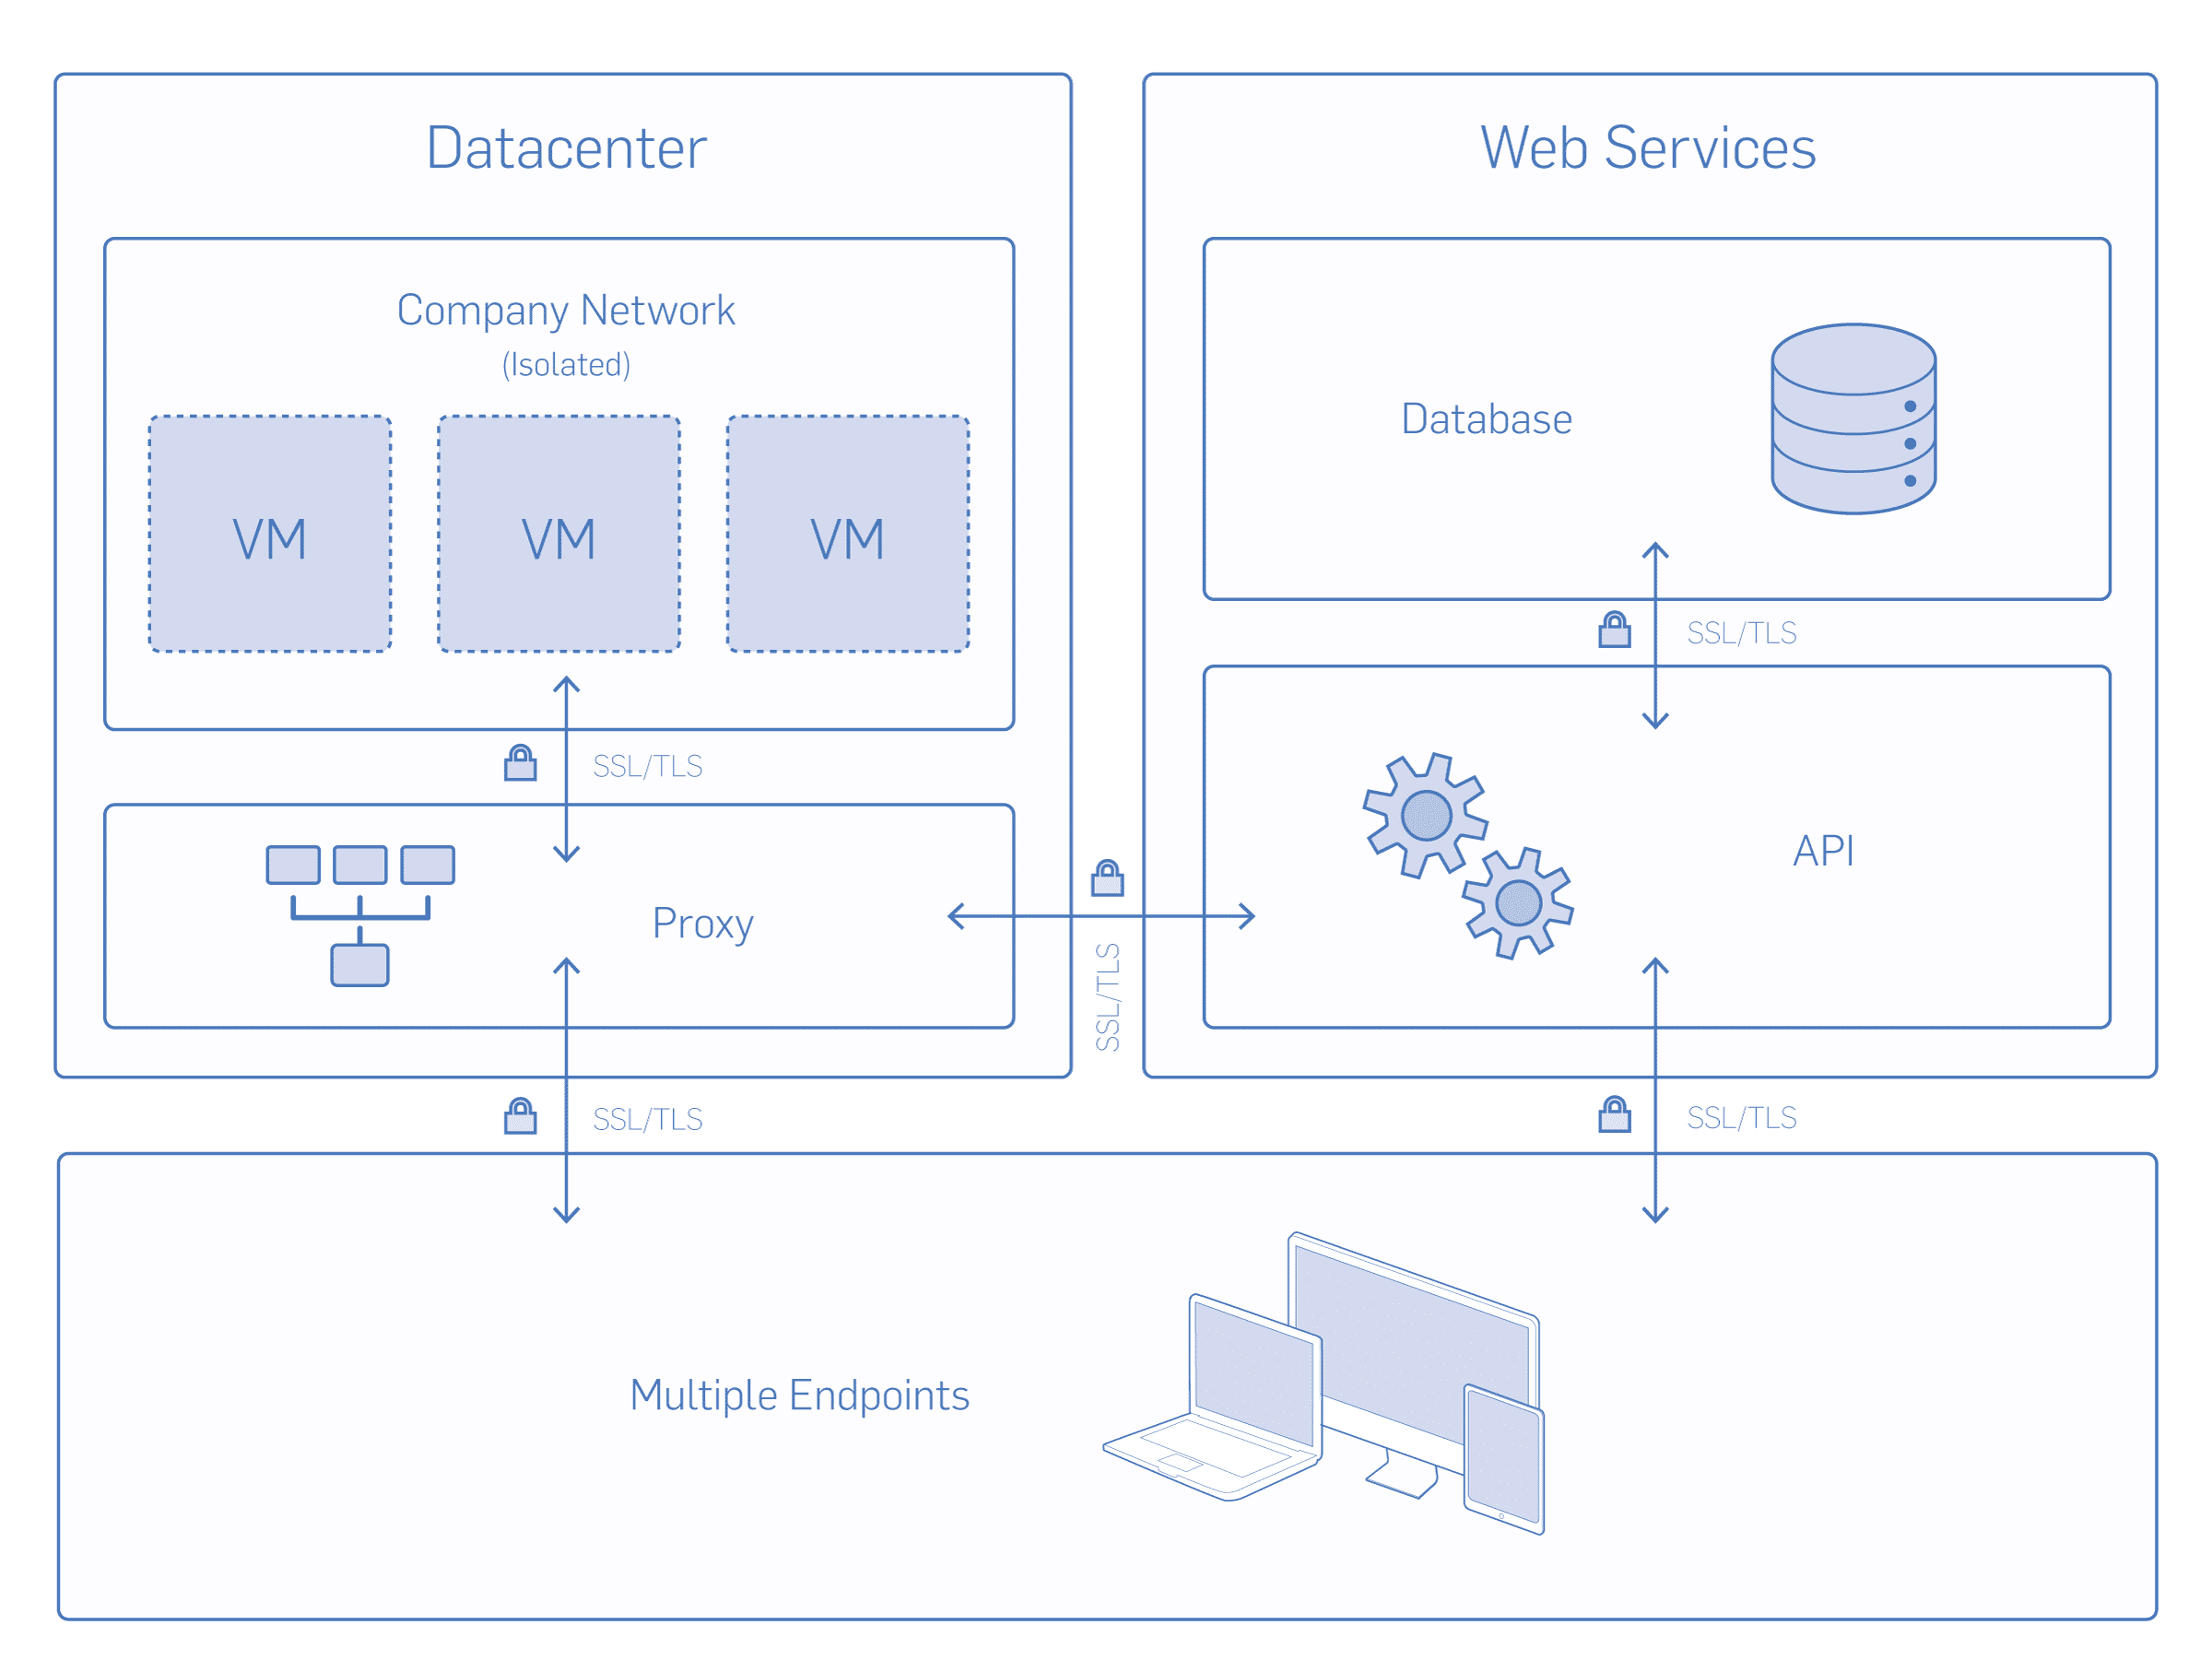 Datacenter
Company Network
(Isolated)
VM
VM
VM
SSL/TLS
Proxy
SSL/TLS
SSL/TLS
Web Services
Database
SSL/TLS
API
SSL/TLS
Multiple Endpoints